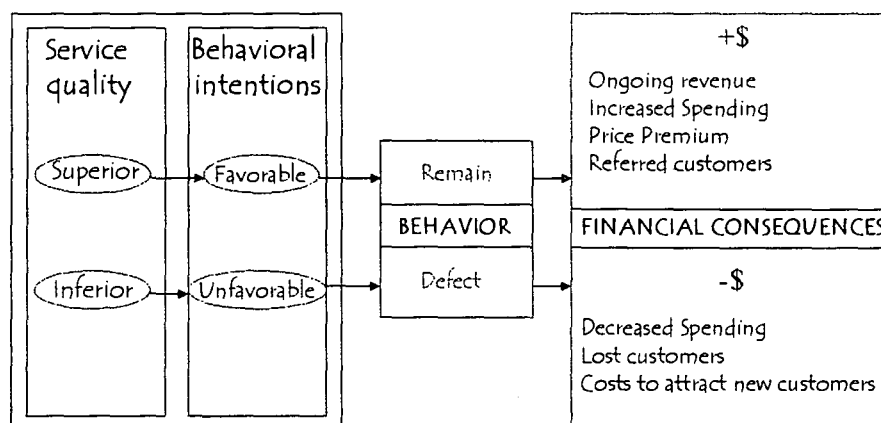 Service
quality
Behavioral
intentions
Superior
Favorable
Inferior
Unfavorable
Remain
BEHAVIOR
Defect
+$
Ongoing revenue
Increased Spending
Price Premium
Referred customers
FINANCIAL CONSEQUENCES
-$
Decreased Spending
Lost customers
Costs to attract new customers